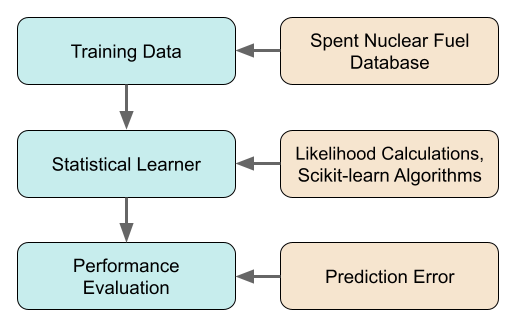 Training Data
Spent Nuclear Fuel
Database
Statistical Learner
Likelihood Calculations,
Scikit-learn Algorithms
Performance
Evaluation
Prediction Error